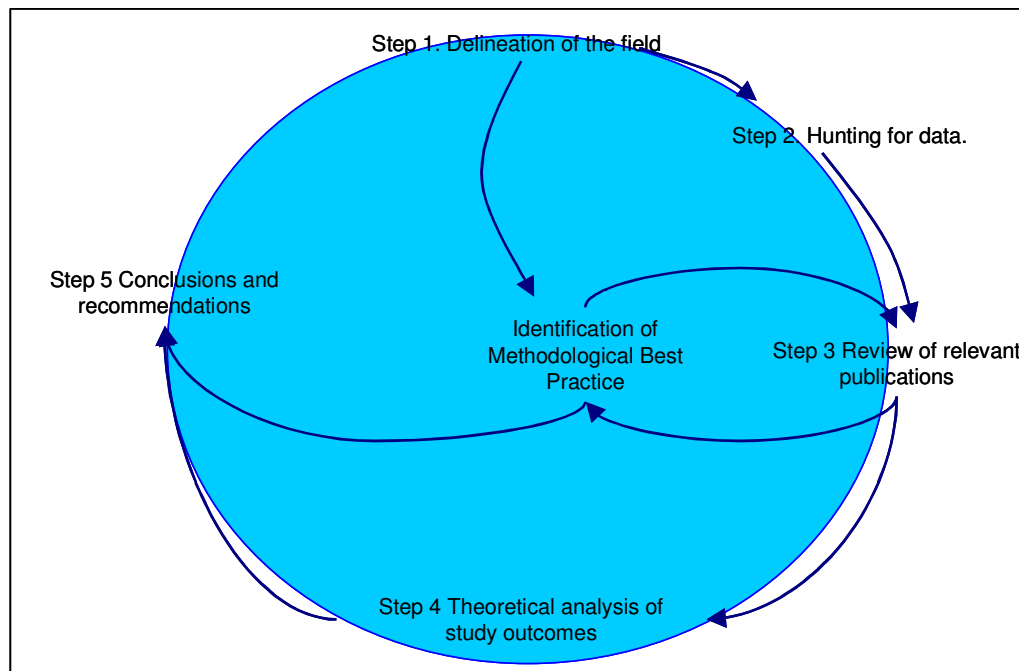 Step 1. Delineation of the field
Step 2. Hunting for data.
Step 5 Conclusions and
recommendations
Identification of
Methodological Best
Practice
Step 3 Review of relevant
publications
Step 4 Theoretical analysis of
study outcomes